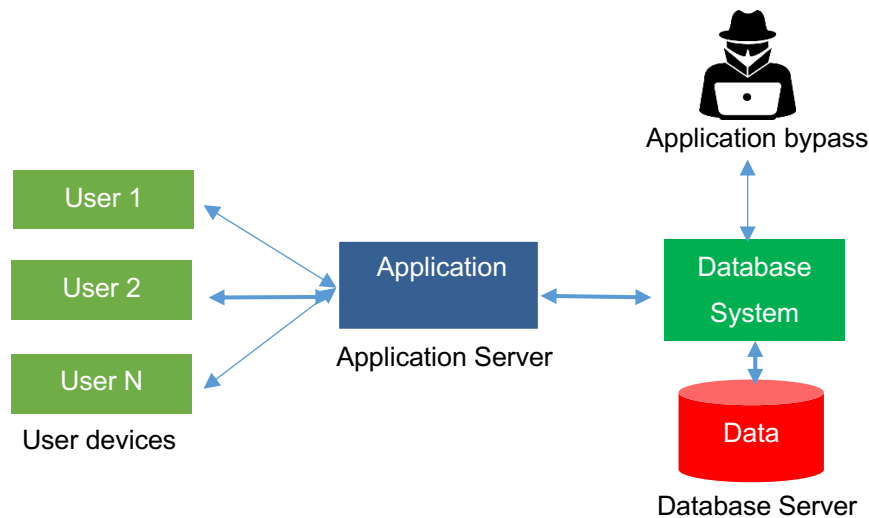 Application bypass
User 1
User 2
User N
User devices
Application
Application Server
Database
System
Data
Database Server